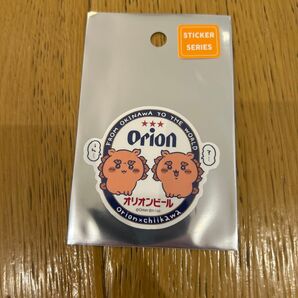 STICKER
SERIES
FROM OKINAWA TO THE WORLD
Orion
オリオンビール
orion×chiikawa